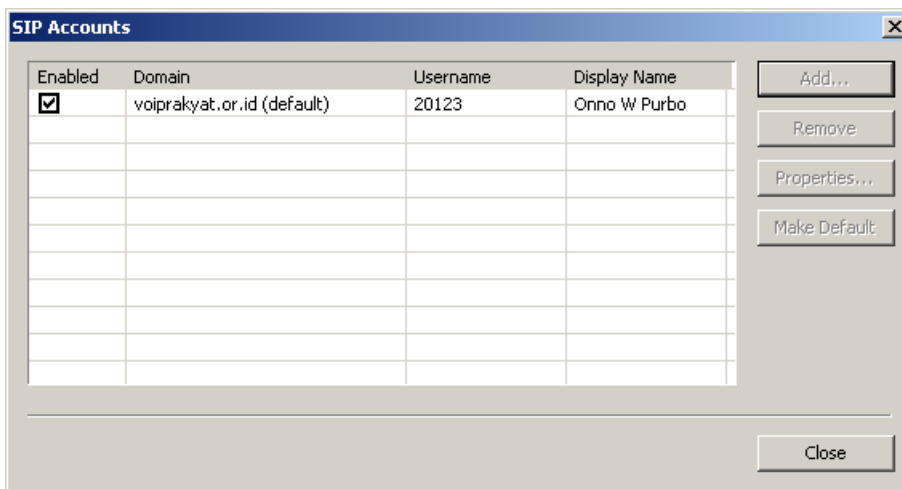 SIP Accounts
Enabled Domain Username Display Name
voiprakyat.or.id (default) 20123 Onno W Purbo
Add...
Remove
Properties...
Make Default
Close